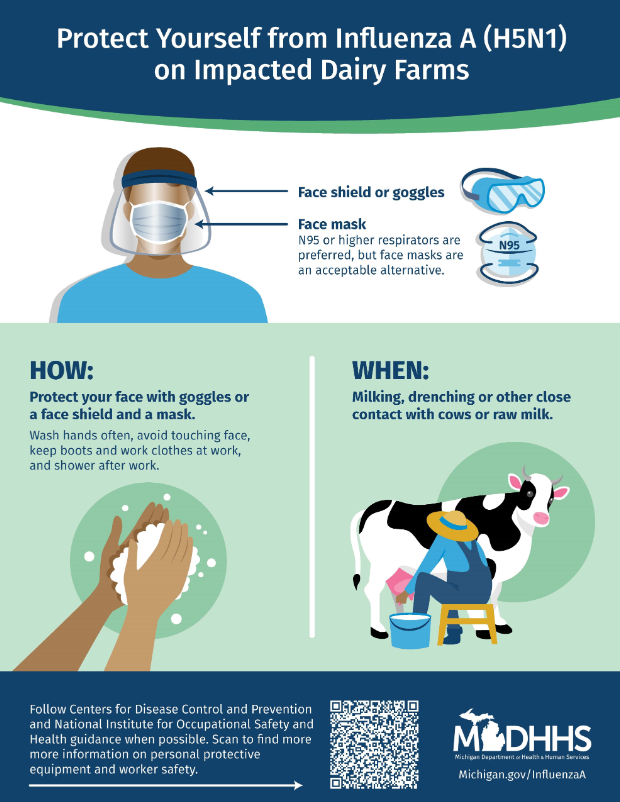 Protect Yourself from Influenza A (H5N1)
on Impacted Dairy Farms
Face shield or goggles
Face mask
N95 or higher respirators are
preferred, but face masks are
an acceptable alternative.
N95
HOW:
Protect your face with goggles or
a face shield and a mask.
Wash hands often, avoid touching face,
keep boots and work clothes at work,
and shower after work.
WHEN:
Milking, drenching or other close
contact with cows or raw milk.
Follow Centers for Disease Control and Prevention
and National Institute for Occupational Safety and
Health guidance when possible. Scan to find more
more information on personal protective
equipment and worker safety.
MDHHS
Michigan Department of Health & Human Services
Michigan.gov/InfluenzaA